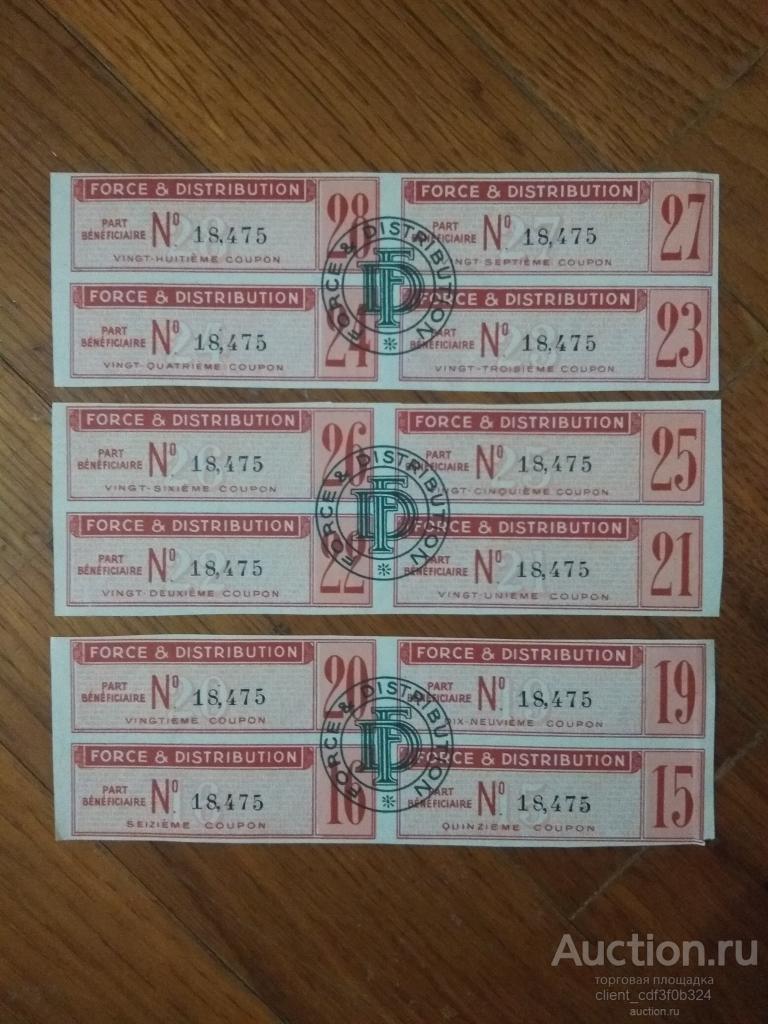 FORCE & DISTRIBUTION
PART BÉNÉFICIAIRE Nº 18,475 28
VINGT-HUITIÈME COUPON
FORCE & DISTRIBUTION
PART BÉNÉFICIAIRE Nº 18,475 27
VINGT-SEPTIÈME COUPON
FORCE & DISTRIBUTION
PART BÉNÉFICIAIRE Nº 18,475 24
VINGT-QUATRIÈME COUPON
FORCE & DISTRIBUTION
PART BÉNÉFICIAIRE Nº 18,475 23
VINGT-TROISIÈME COUPON
FORCE & DISTRIBUTION
FORCE & DISTRIBUTION
PART BÉNÉFICIAIRE Nº 18,475 26
VINGT-SIXIÈME COUPON
FORCE & DISTRIBUTION
PART BÉNÉFICIAIRE Nº 18,475 25
VINGT-CINQUIÈME COUPON
FORCE & DISTRIBUTION
PART BÉNÉFICIAIRE Nº 18,475 22
VINGT-DEUXIÈME COUPON
FORCE & DISTRIBUTION
PART BÉNÉFICIAIRE Nº 18,475 21
VINGT-UNIÈME COUPON
FORCE & DISTRIBUTION
FORCE & DISTRIBUTION
PART BÉNÉFICIAIRE Nº 18,475 20
VINGTIÈME COUPON
FORCE & DISTRIBUTION
PART BÉNÉFICIAIRE Nº 18,475 19
DIX-NEUVIÈME COUPON
FORCE & DISTRIBUTION
PART BÉNÉFICIAIRE Nº 18,475 16
SEIZIÈME COUPON
FORCE & DISTRIBUTION
PART BÉNÉFICIAIRE Nº 18,475 15
QUINZIÈME COUPON
FORCE & DISTRIBUTION
Auction.ru
торговая площадка
client_cdf3f0b324
auction.ru